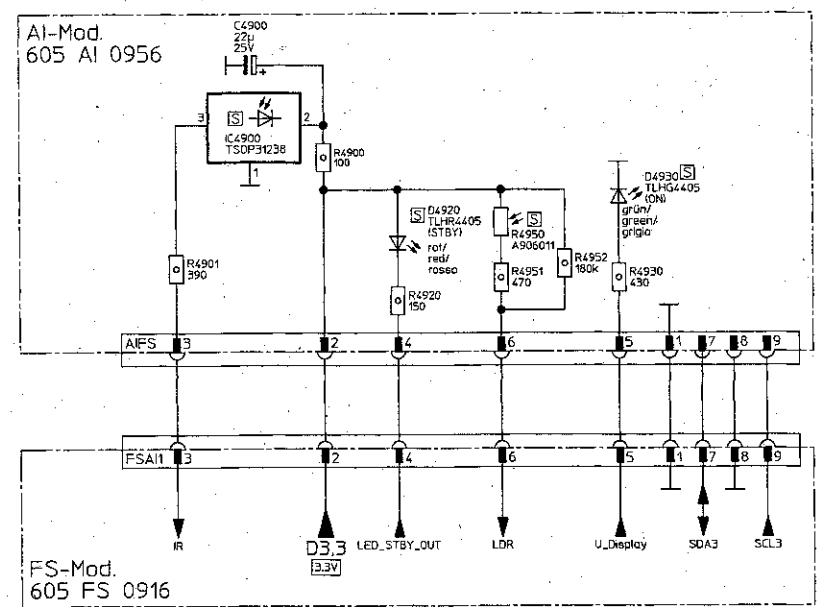 AI-Mod.
605 AI 0956
C4900
22µ
25V
+
3
S
2
IC4900
TSOP31238
1
R4900
100
S
D4920
TLHR4405
(STBY)
rot/
red/
rosso
S
R4950
A906011
D4930 S
TLHG4405
(ON)
grün/
green/
grigio
R4901
390
R4920
150
R4951
470
R4952
180k
R4930
430
AIFS 3 2 4 6 5 1 7 8 9
FSAI1 3 2 4 6 5 1 7 8 9
IR
D3,3
3.3V
LED_STBY_OUT
LDR
U_Display
SDA3
SCL3
FS-Mod.
605 FS 0916